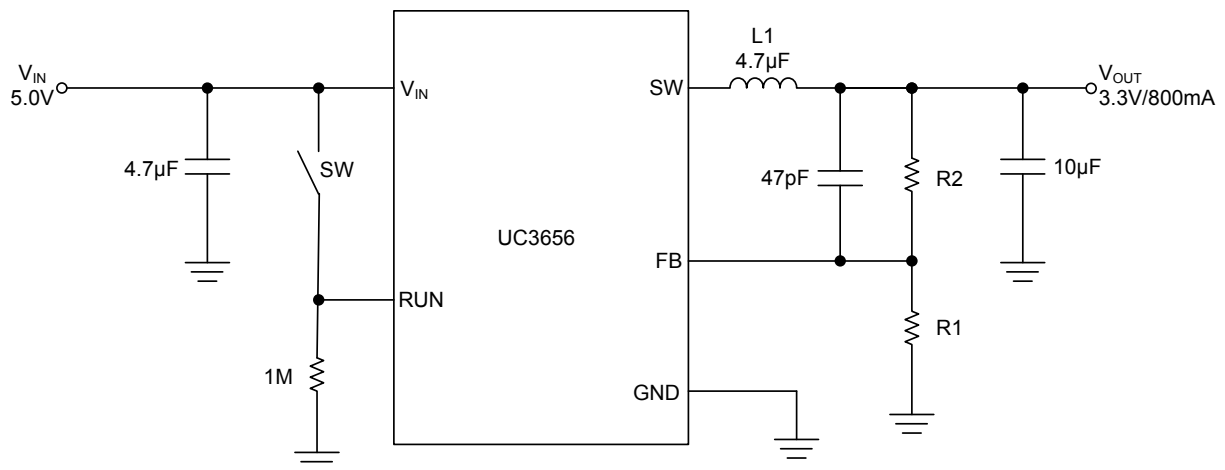 V_IN
5.0V
4.7µF
SW
1M
V_IN
RUN
UC3656
SW
FB
GND
L1
4.7µF
47pF
R2
R1
10µF
V_OUT
3.3V/800mA